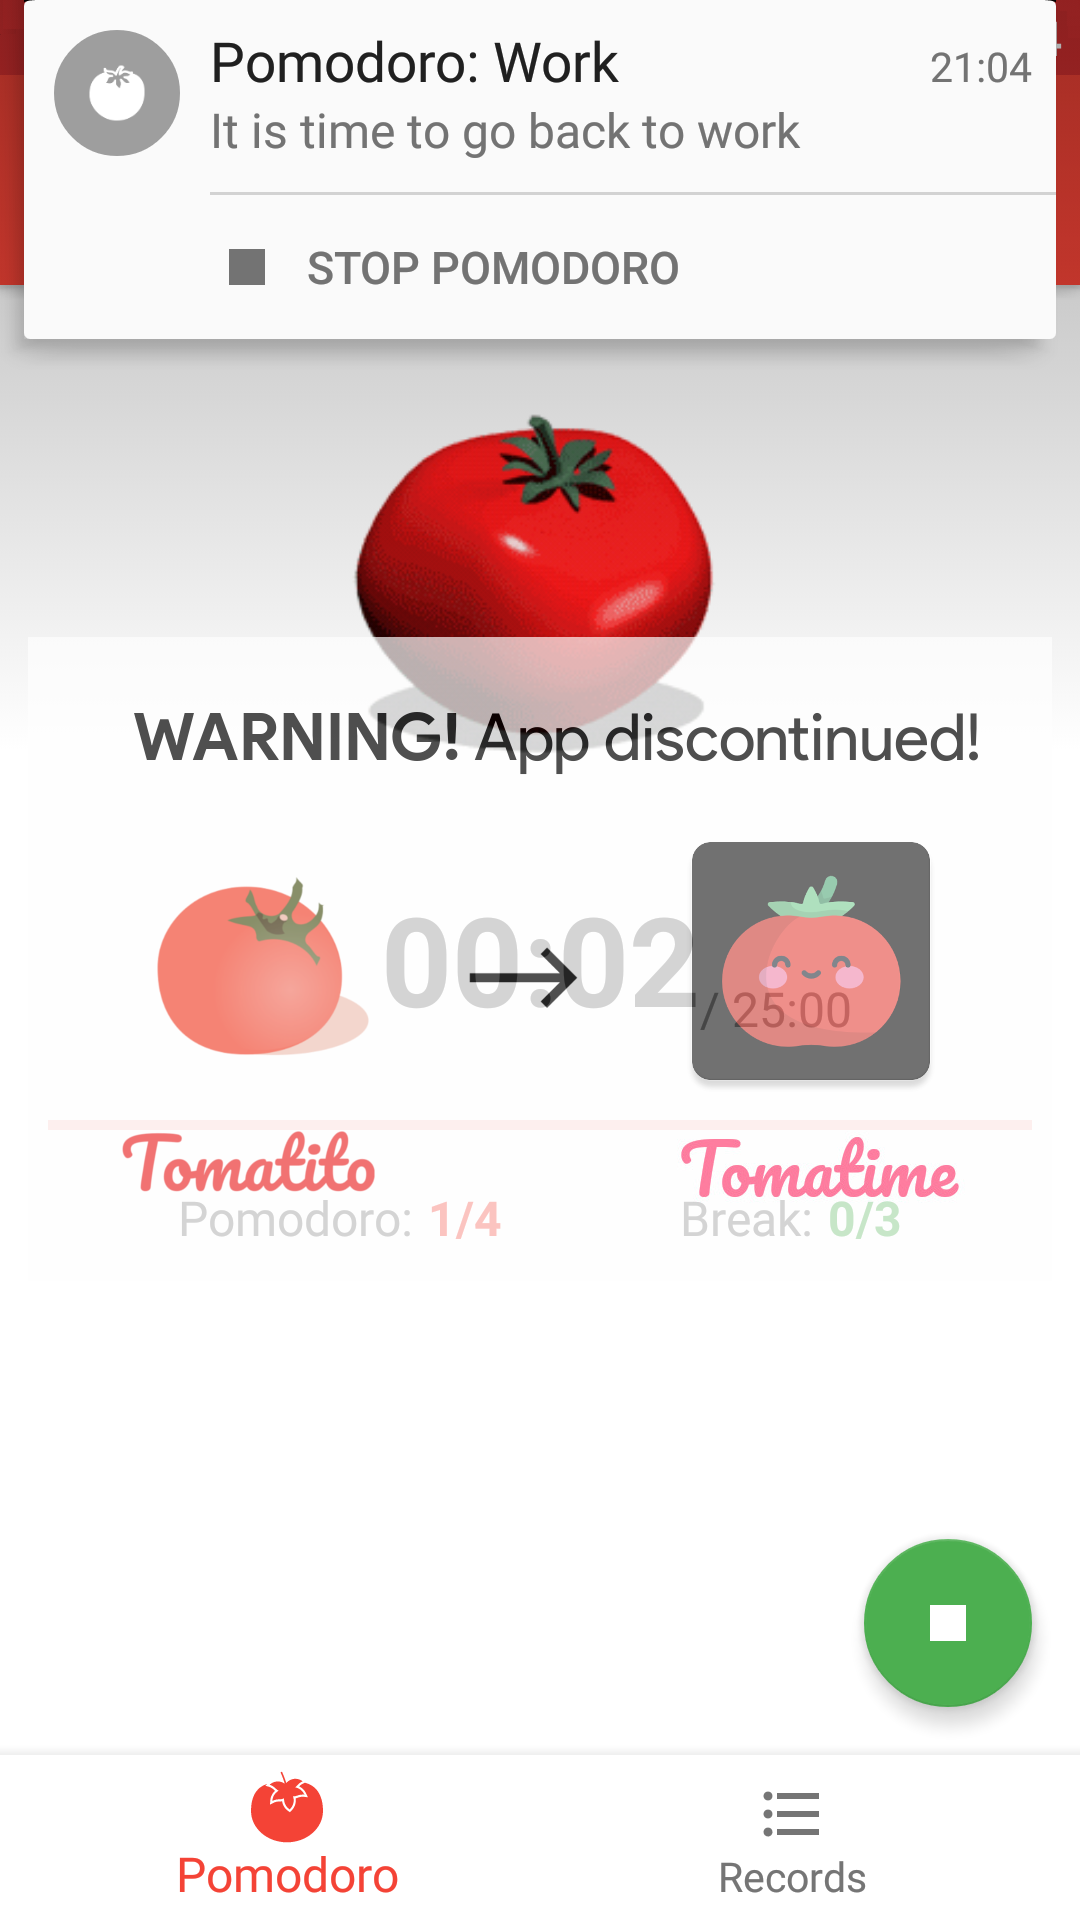 Pomodoro: Work
21:04
It is time to go back to work
STOP POMODORO
WARNING! App discontinued!
00:02 / 25:00
Tomatito
Tomatime
Pomodoro: 1/4
Break: 0/3
Pomodoro
Records